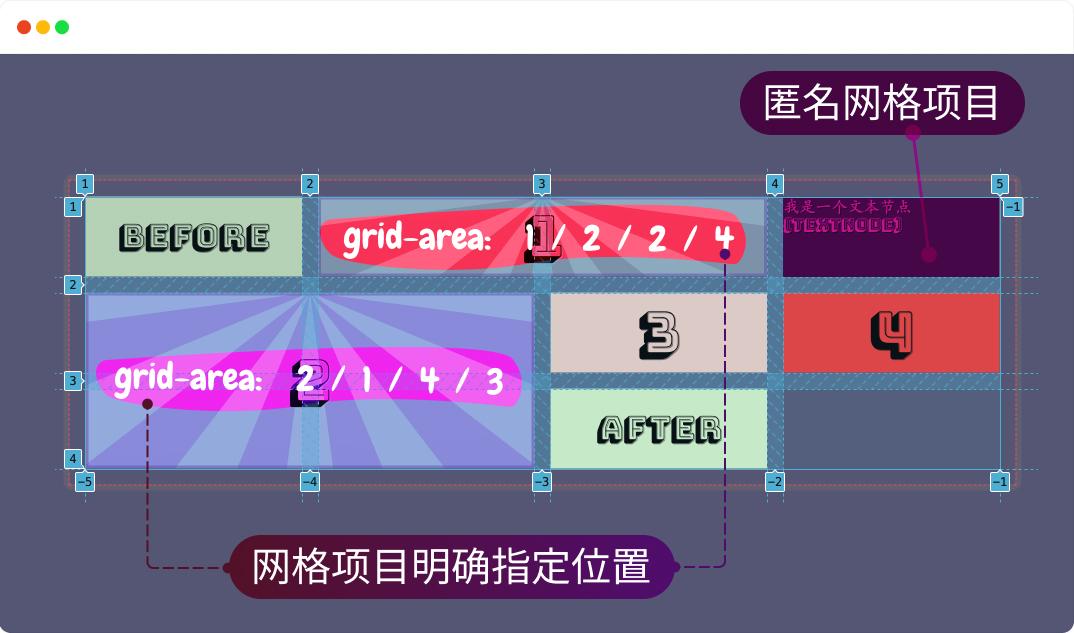 匿名网格项目
1 2 3 4 5
1 -1
我是一个文本节点
(TEXTNODE)
BEFORE
grid-area: 1 / 2 / 2 / 4
1
2
3
4
grid-area: 2 / 1 / 4 / 3
2
3
AFTER
4
-5 -4 -3 -2 -1
网格项目明确指定位置